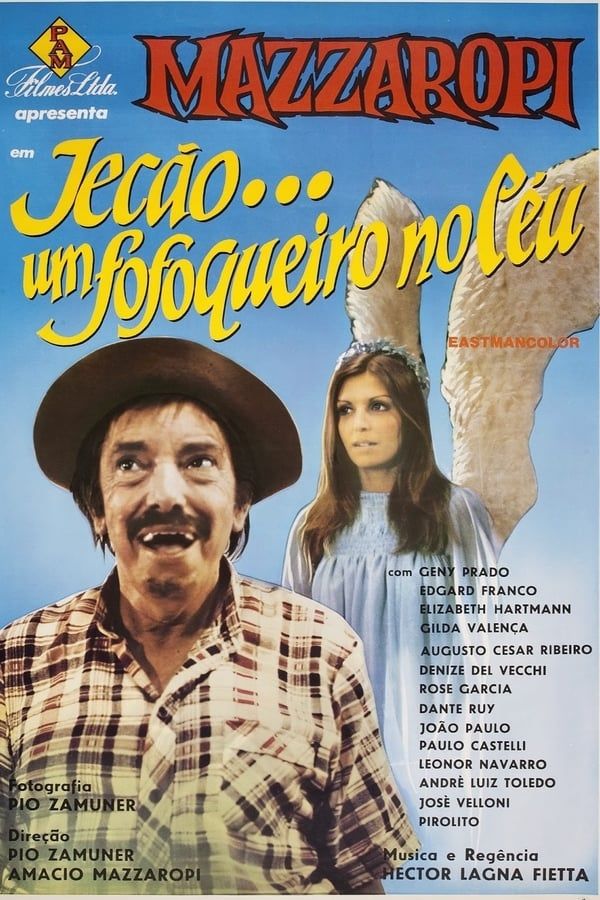 PAM
Filmes Ltda.
apresenta
MAZZAROPI
em
Jecão...
um fofoqueiro no Céu
EASTMANCOLOR
com GENY PRADO
EDGARD FRANCO
ELIZABETH HARTMANN
GILDA VALENÇA
AUGUSTO CESAR RIBEIRO
DENIZE DEL VECCHI
ROSE GARCIA
DANTE RUY
JOÃO PAULO
PAULO CASTELLI
LEONOR NAVARRO
ANDRÈ LUIZ TOLEDO
JOSÈ VELLONI
PIROLITO
Fotografia
PIO ZAMUNER
Direção
PIO ZAMUNER
AMACIO MAZZAROPI
Musica e Regência
HECTOR LAGNA FIETTA